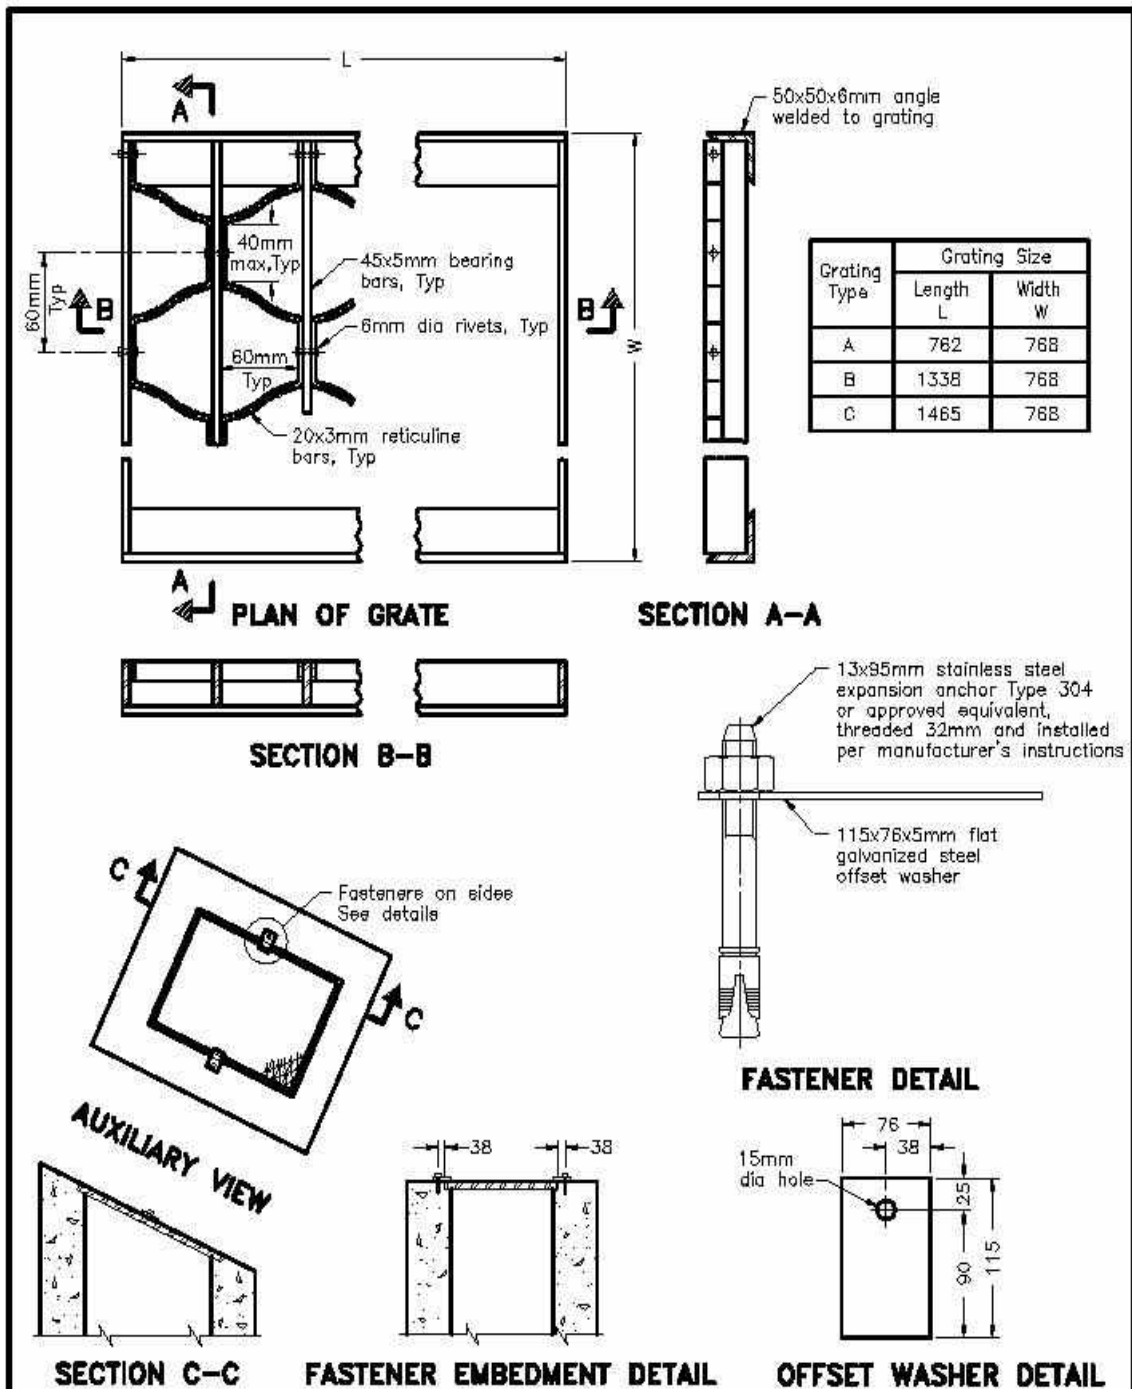 L
A
50x50x6mm angle
welded to grating
40mm
max,Typ
45x5mm bearing
bars, Typ
60mm
Typ
B
B
6mm dia rivets, Typ
60mm
Typ
W
20x3mm reticuline
bars, Typ
Grating
Type
Grating Size
Length
L
Width
W
A 762 768
B 1338 768
C 1465 768
A
PLAN OF GRATE
SECTION A-A
SECTION B-B
13x95mm stainless steel
expansion anchor Type 304
or approved equivalent,
threaded 32mm and installed
per manufacturer's instructions
115x76x5mm flat
galvanized steel
offset washer
C
Fasteners on sides
See details
C
AUXILIARY VIEW
FASTENER DETAIL
38
38
76
38
15mm
dia hole
25
90
115
SECTION C-C
FASTENER EMBEDMENT DETAIL
OFFSET WASHER DETAIL